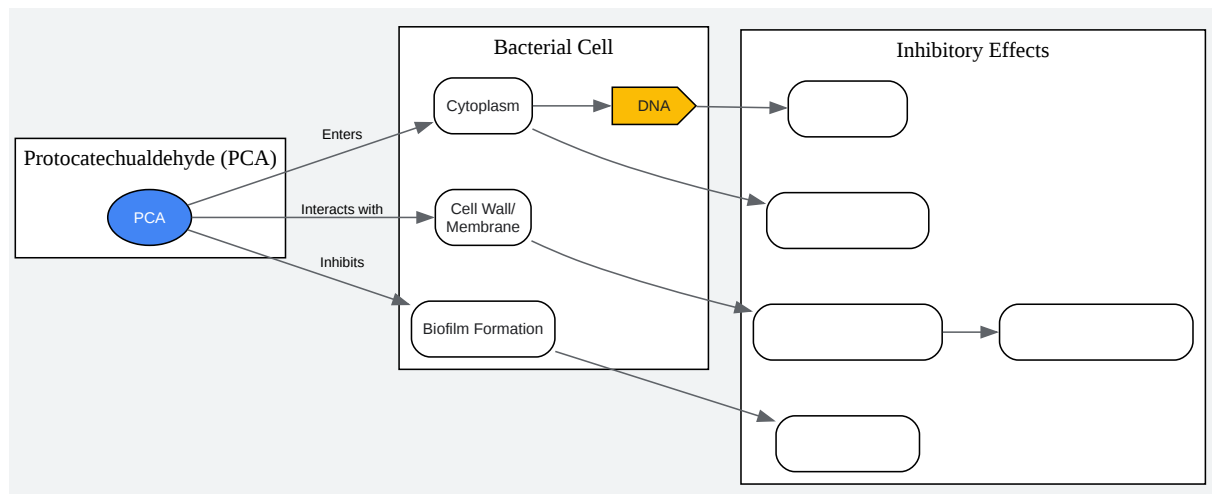 Bacterial Cell
Inhibitory Effects
Cytoplasm
DNA
Enters
Protocatechualdehyde (PCA)
PCA
Interacts with
Cell Wall/
Membrane
Inhibits
Biofilm Formation